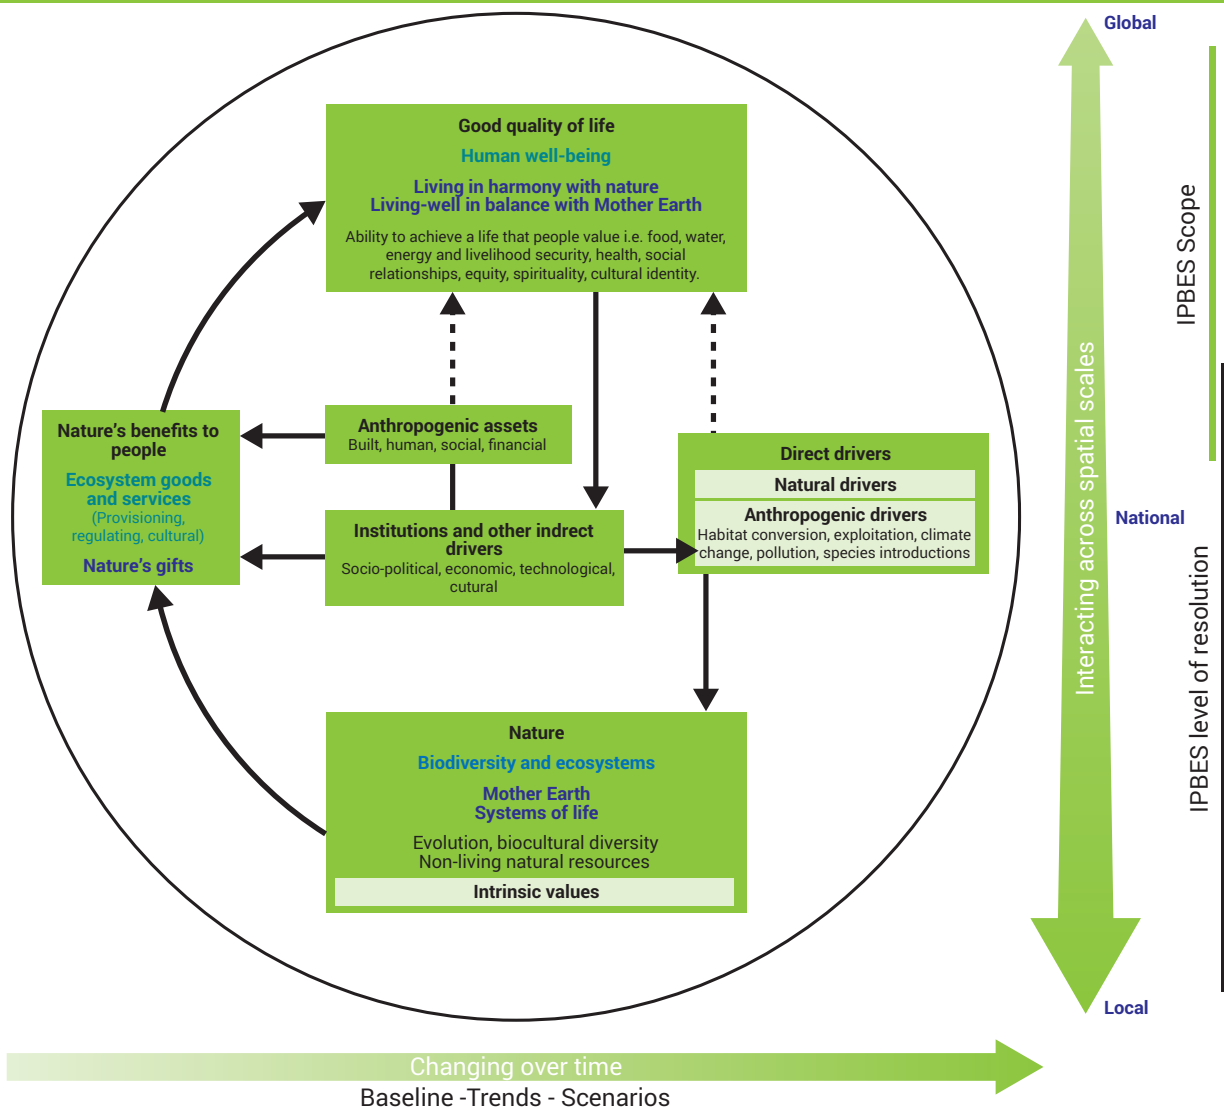 Global
Good quality of life
Human well-being
Living in harmony with nature
Living-well in balance with Mother Earth
Ability to achieve a life that people value i.e. food, water,
energy and livelihood security, health, social
relationships, equity, spirituality, cultural identity.
IPBES Scope
Nature's benefits to
people
Ecosystem goods
and services
(Provisioning,
regulating, cultural)
Nature's gifts
Anthropogenic assets
Built, human, social, financial
Institutions and other indrect
drivers
Socio-political, economic, technological,
cutural
Direct drivers
Natural drivers
Anthropogenic drivers
Habitat conversion, exploitation, climate
change, pollution, species introductions
Interacting across spatial scales
National
IPBES level of resolution
Nature
Biodiversity and ecosystems
Mother Earth
Systems of life
Evolution, biocultural diversity
Non-living natural resources
Intrinsic values
Local
Changing over time
Baseline -Trends - Scenarios